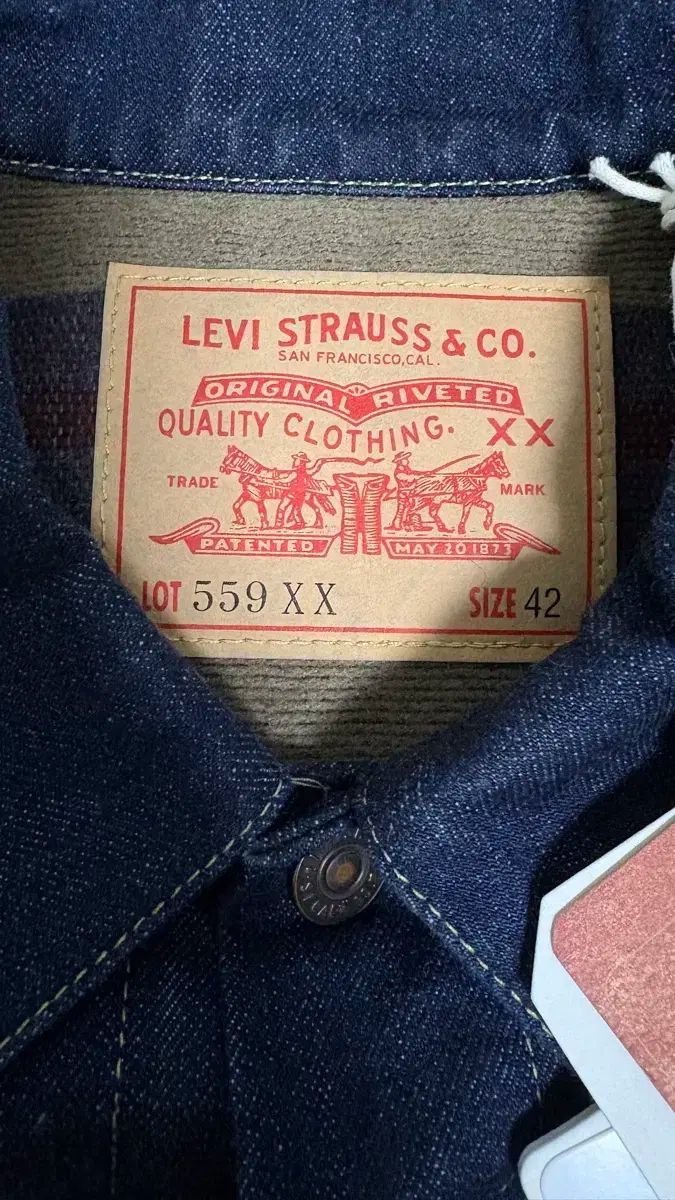 LEVI STRAUSS & CO.
SAN FRANCISCO, CAL.
ORIGINAL RIVETED
QUALITY CLOTHING. XX
TRADE MARK
PATENTED MAY 20 1873
LOT 559 XX SIZE 42